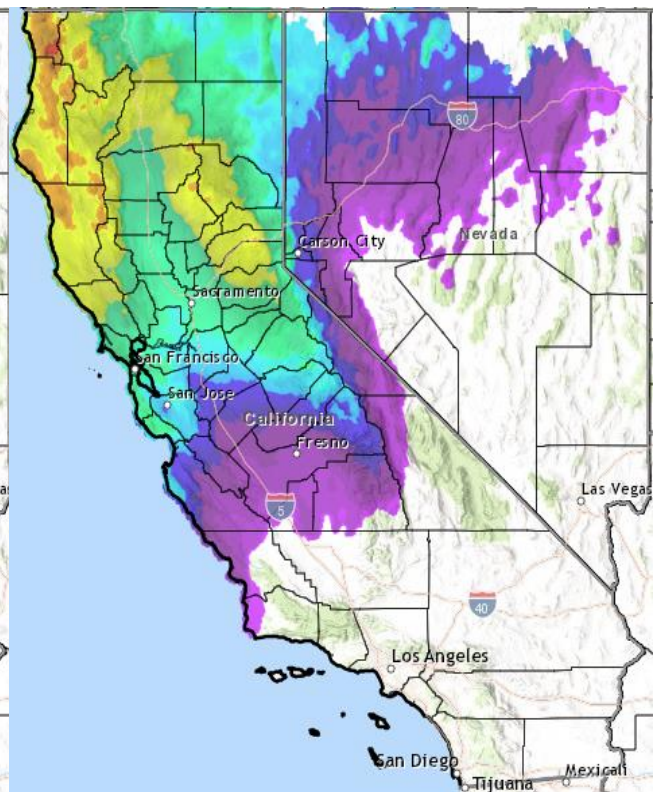 80
Nevada
Carson City
Sacramento
San Francisco
San Jose
California
Fresno
5
Las Vegas
40
Los Angeles
San Diego
Tijuana
Mexicali